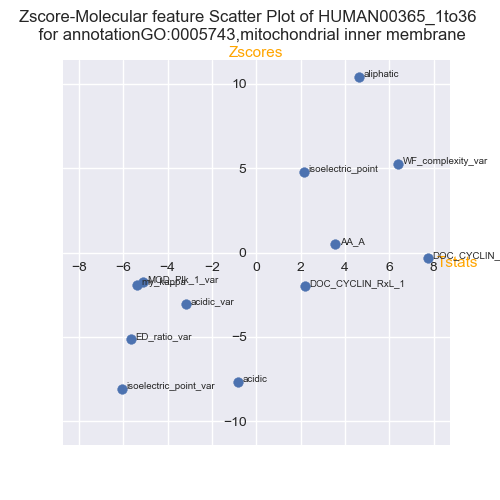 Zscore-Molecular feature Scatter Plot of HUMAN00365_1to36
for annotationGO:0005743,mitochondrial inner membrane
Zscores
aliphatic
10
WF_complexity_var
5
isoelectric_point
AA_A
0
DOC_CYCLIN_
Tstats
−8 −6 −4 −2 0 2 4 6 8
MOD_Plk_1_var
my_kappa
DOC_CYCLIN_RxL_1
acidic_var
−5
ED_ratio_var
acidic
isoelectric_point_var
−10